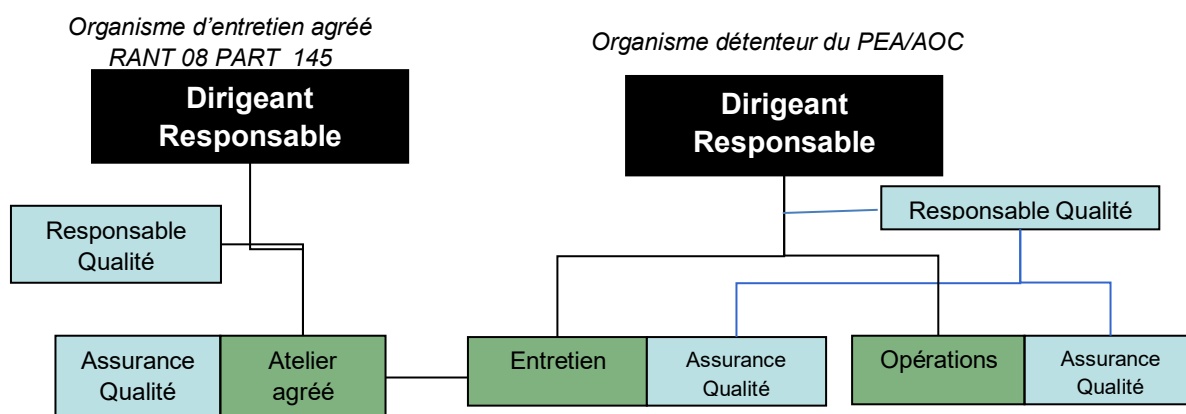 Organisme d’entretien agréé
RANT 08 PART 145
Organisme détenteur du PEA/AOC
Dirigeant
Responsable
Dirigeant
Responsable
Responsable
Qualité
Responsable Qualité
Assurance
Qualité
Atelier
agréé
Entretien
Assurance
Qualité
Opérations
Assurance
Qualité